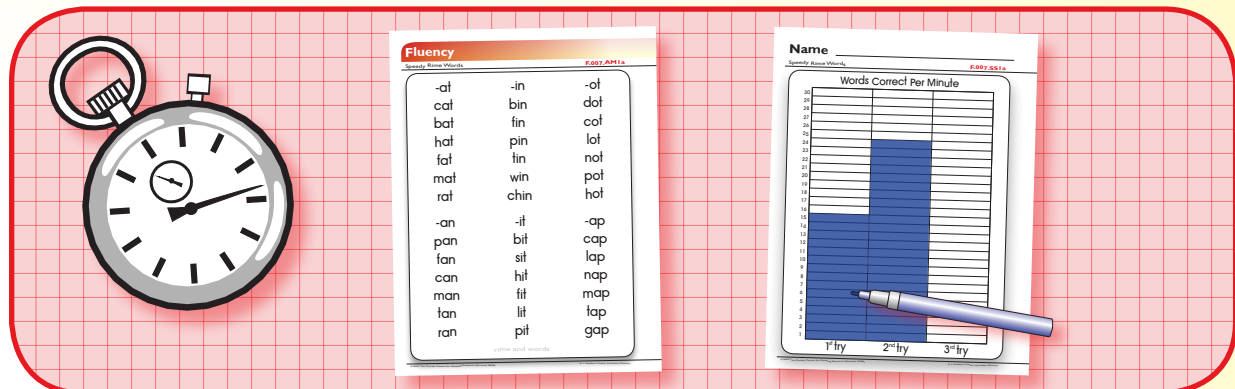 Fluency
Speedy Rime Words F.007.AM1a
-at -in -ot
cat bin dot
bat fin cot
hat pin lot
fat tin not
mat win pot
rat chin hot
-an -it -ap
pan bit cap
fan sit lap
can hit nap
man fit map
tan lit tap
ran pit gap
rime and words
Name
Speedy Rime Words F.007.SS1a
Words Correct Per Minute
30
29
28
27
26
25
24
23
22
21
20
19
18
17
16
15
14
13
12
11
10
9
8
7
6
5
4
3
2
1
1st try 2nd try 3rd try